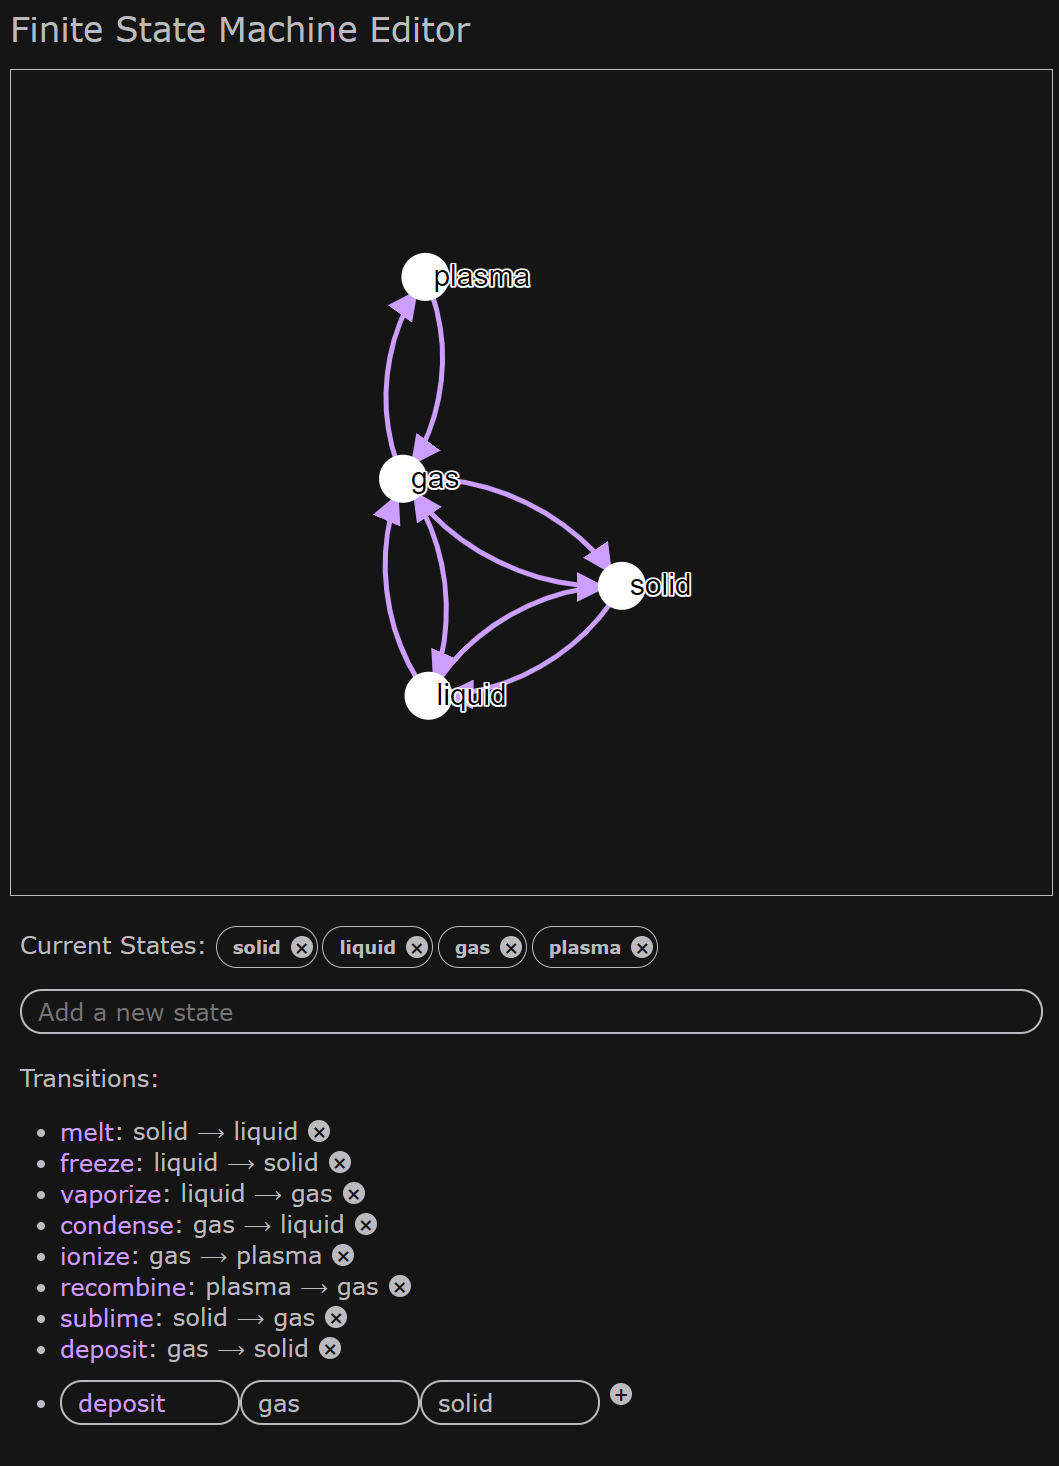 Finite State Machine Editor
plasma
gas
solid
liquid
Current States: solid liquid gas plasma
Add a new state
Transitions:
melt: solid ⟶ liquid
freeze: liquid ⟶ solid
vaporize: liquid ⟶ gas
condense: gas ⟶ liquid
ionize: gas ⟶ plasma
recombine: plasma ⟶ gas
sublime: solid ⟶ gas
deposit: gas ⟶ solid
deposit gas solid